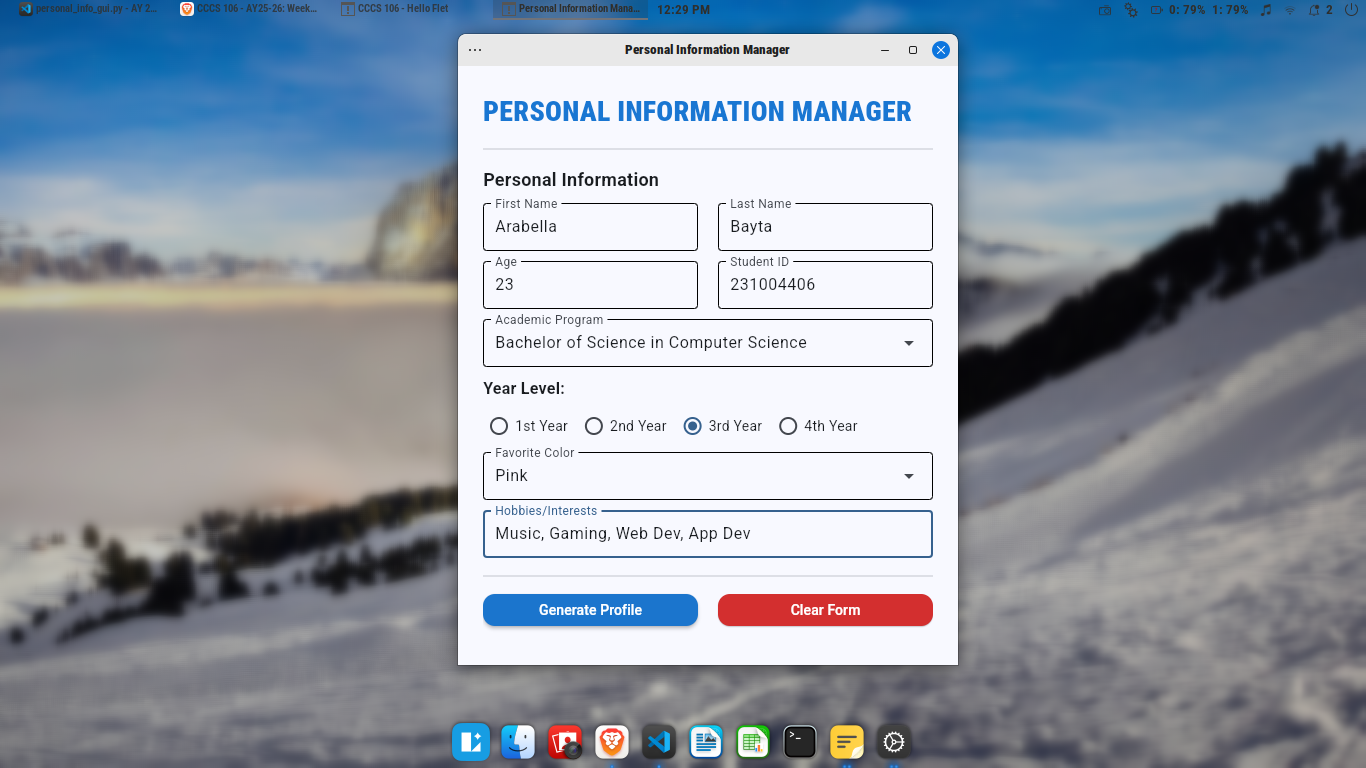 personal_info_gui.py - AY 2... CCCS 106 - AY25-26: Week... CCCS 106 - Hello Flet Personal Information Mana... 12:29 PM 0: 79% 1: 79% 2
Personal Information Manager
PERSONAL INFORMATION MANAGER
Personal Information
First Name Last Name
Arabella Bayta
Age Student ID
23 231004406
Academic Program
Bachelor of Science in Computer Science
Year Level:
1st Year 2nd Year 3rd Year 4th Year
Favorite Color
Pink
Hobbies/Interests
Music, Gaming, Web Dev, App Dev
Generate Profile Clear Form